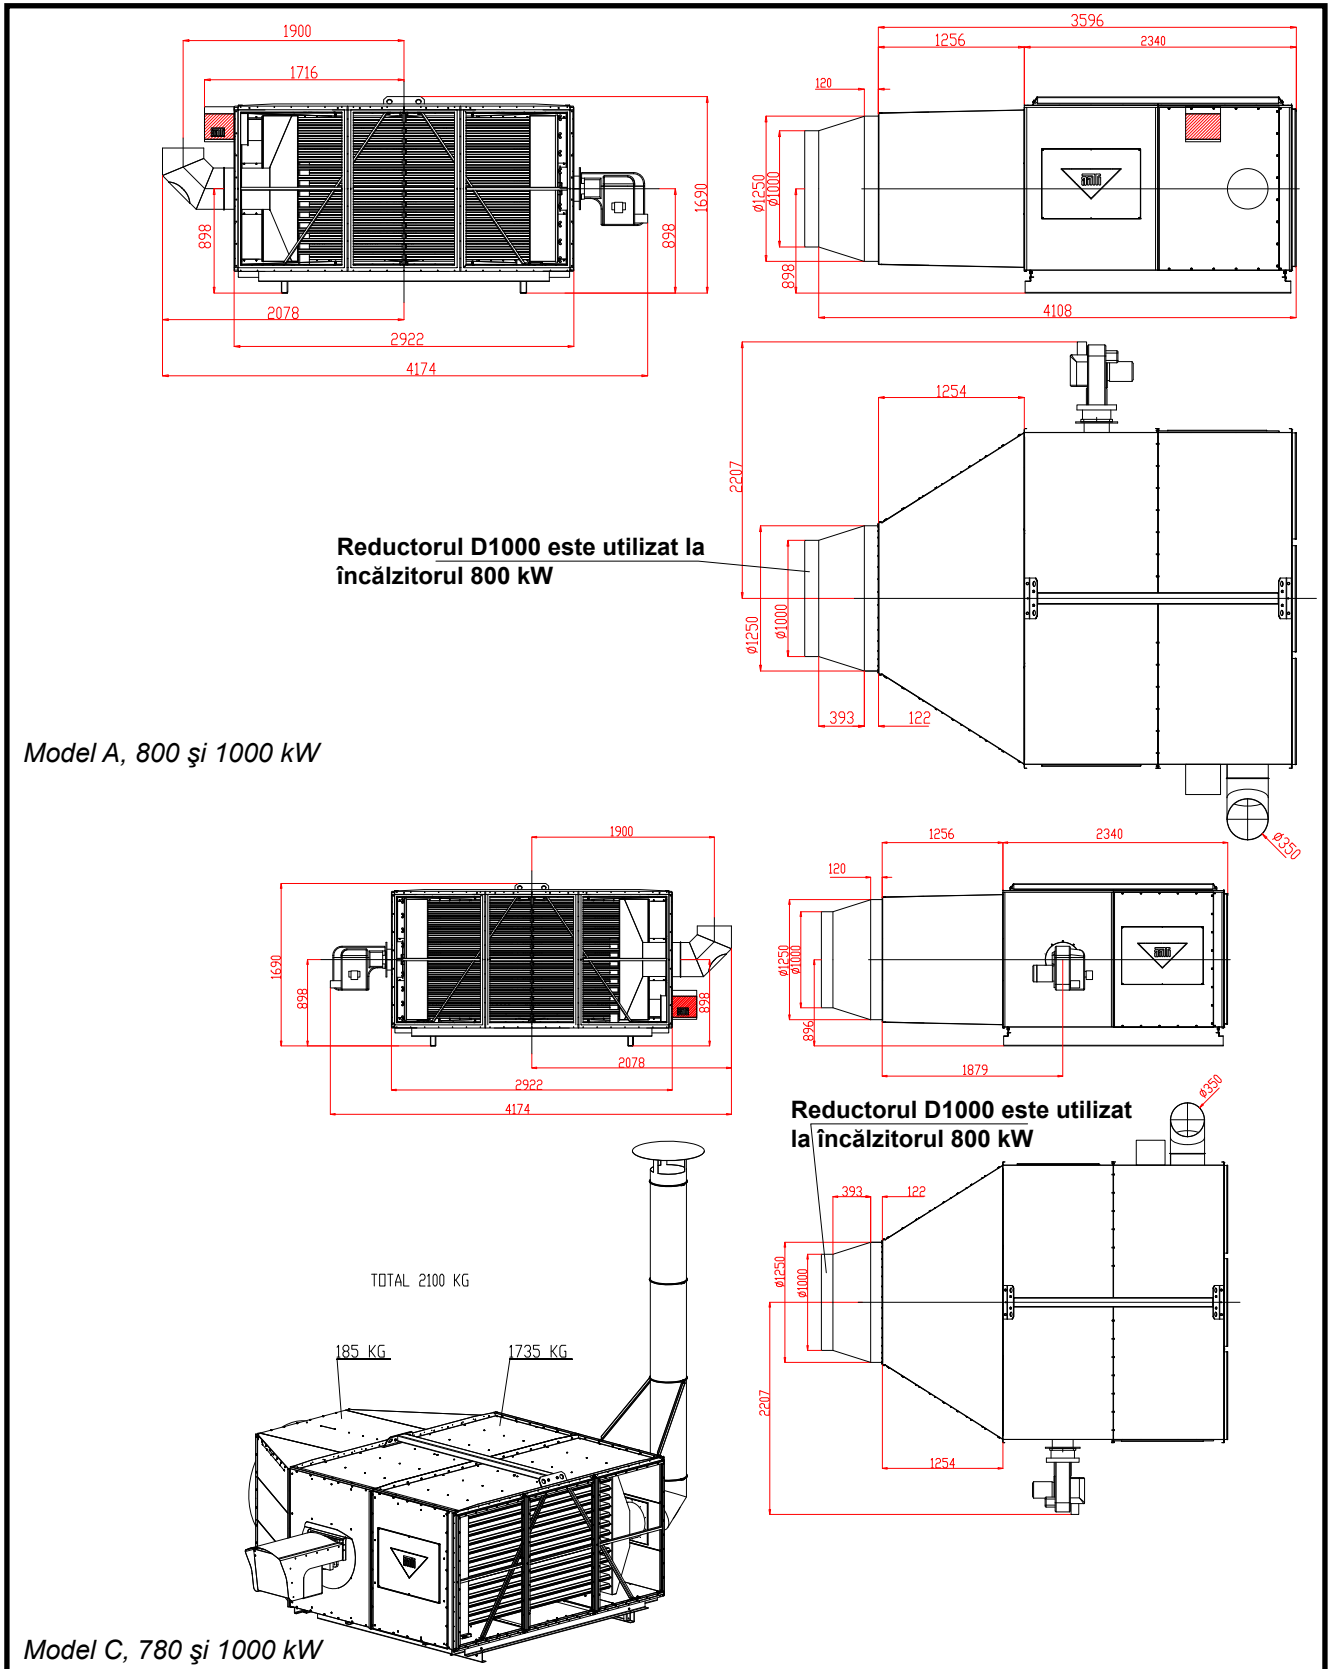 1900
1716
1690
898
898
2078
2922
4174
3596
1256
2340
120
ø1250
ø1000
898
4108
2207
1254
Reductorul D1000 este utilizat la
încălzitorul 800 kW
ø1250
ø1000
393
122
Model A, 800 şi 1000 kW
ø350
1900
1690
898
898
2078
2922
4174
1256
2340
120
ø1250
ø1000
896
1879
Reductorul D1000 este utilizat
la încălzitorul 800 kW
ø350
393
122
ø1250
ø1000
2207
1254
TOTAL 2100 KG
185 KG
1735 KG
Model C, 780 şi 1000 kW